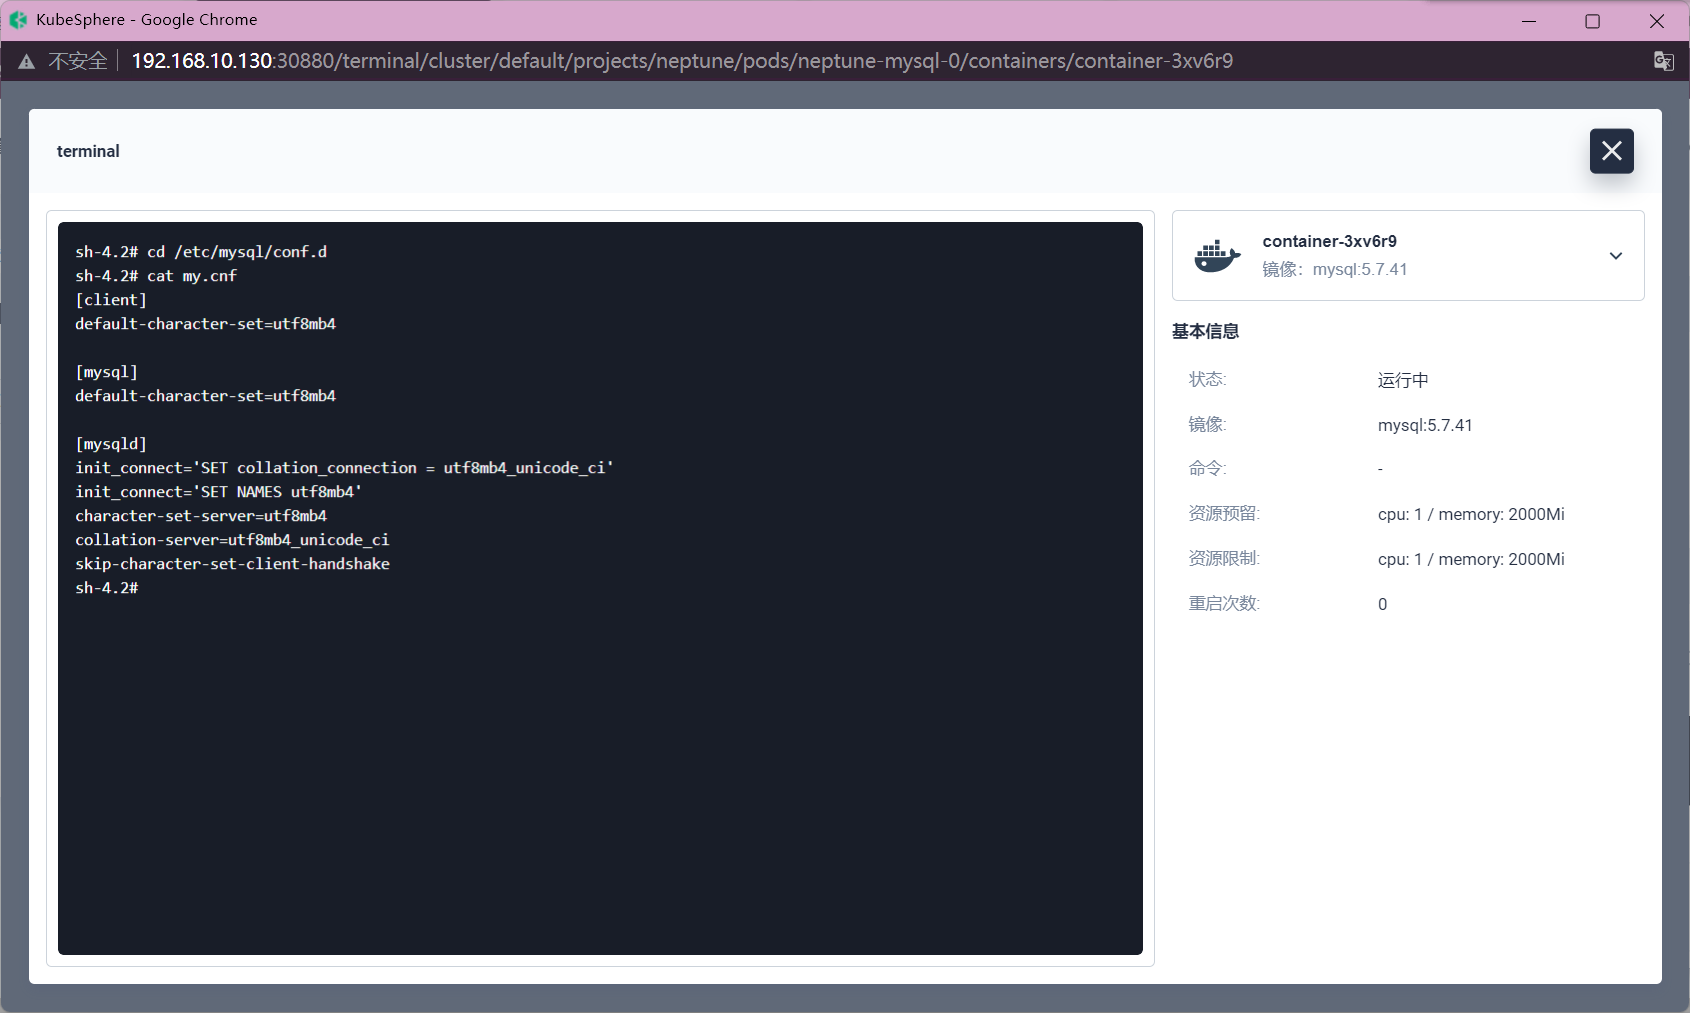 KubeSphere - Google Chrome
不安全 192.168.10.130:30880/terminal/cluster/default/projects/neptune/pods/neptune-mysql-0/containers/container-3xv6r9
terminal
sh-4.2# cd /etc/mysql/conf.d
sh-4.2# cat my.cnf
[client]
default-character-set=utf8mb4
[mysql]
default-character-set=utf8mb4
[mysqld]
init_connect='SET collation_connection = utf8mb4_unicode_ci'
init_connect='SET NAMES utf8mb4'
character-set-server=utf8mb4
collation-server=utf8mb4_unicode_ci
skip-character-set-client-handshake
sh-4.2#
container-3xv6r9
镜像：mysql:5.7.41
基本信息
状态: 运行中
镜像: mysql:5.7.41
命令: -
资源预留: cpu: 1 / memory: 2000Mi
资源限制: cpu: 1 / memory: 2000Mi
重启次数: 0